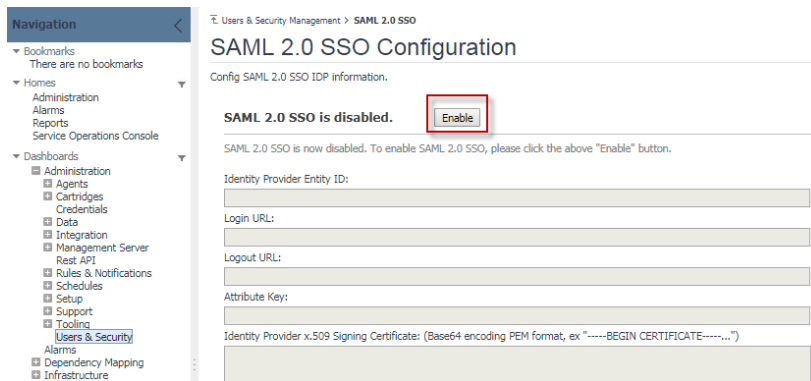 Navigation
Bookmarks
There are no bookmarks
Homes
Administration
Alarms
Reports
Service Operations Console
Dashboards
Administration
Agents
Cartridges
Credentials
Data
Integration
Management Server
Rest API
Rules & Notifications
Schedules
Setup
Support
Tooling
Users & Security
Alarms
Dependency Mapping
Infrastructure
Users & Security Management > SAML 2.0 SSO
SAML 2.0 SSO Configuration
Config SAML 2.0 SSO IDP information.
SAML 2.0 SSO is disabled. Enable
SAML 2.0 SSO is now disabled. To enable SAML 2.0 SSO, please click the above "Enable" button.
Identity Provider Entity ID:
Login URL:
Logout URL:
Attribute Key:
Identity Provider x.509 Signing Certificate: (Base64 encoding PEM format, ex "-----BEGIN CERTIFICATE-----...")